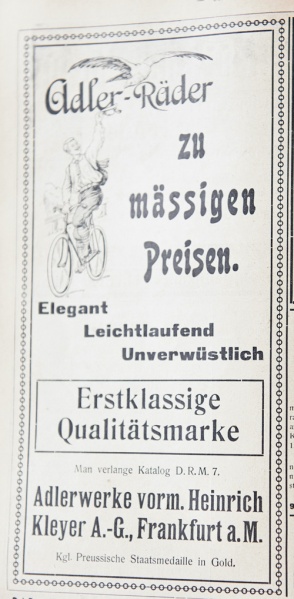 Adler-Räder
zu
mässigen
Preisen.
Elegant
Leichtlaufend
Unverwüstlich
Erstklassige
Qualitätsmarke
Man verlange Katalog D.R.M. 7.
Adlerwerke vorm. Heinrich
Kleyer A.-G., Frankfurt a.M.
Kgl. Preussische Staatsmedaille in Gold.